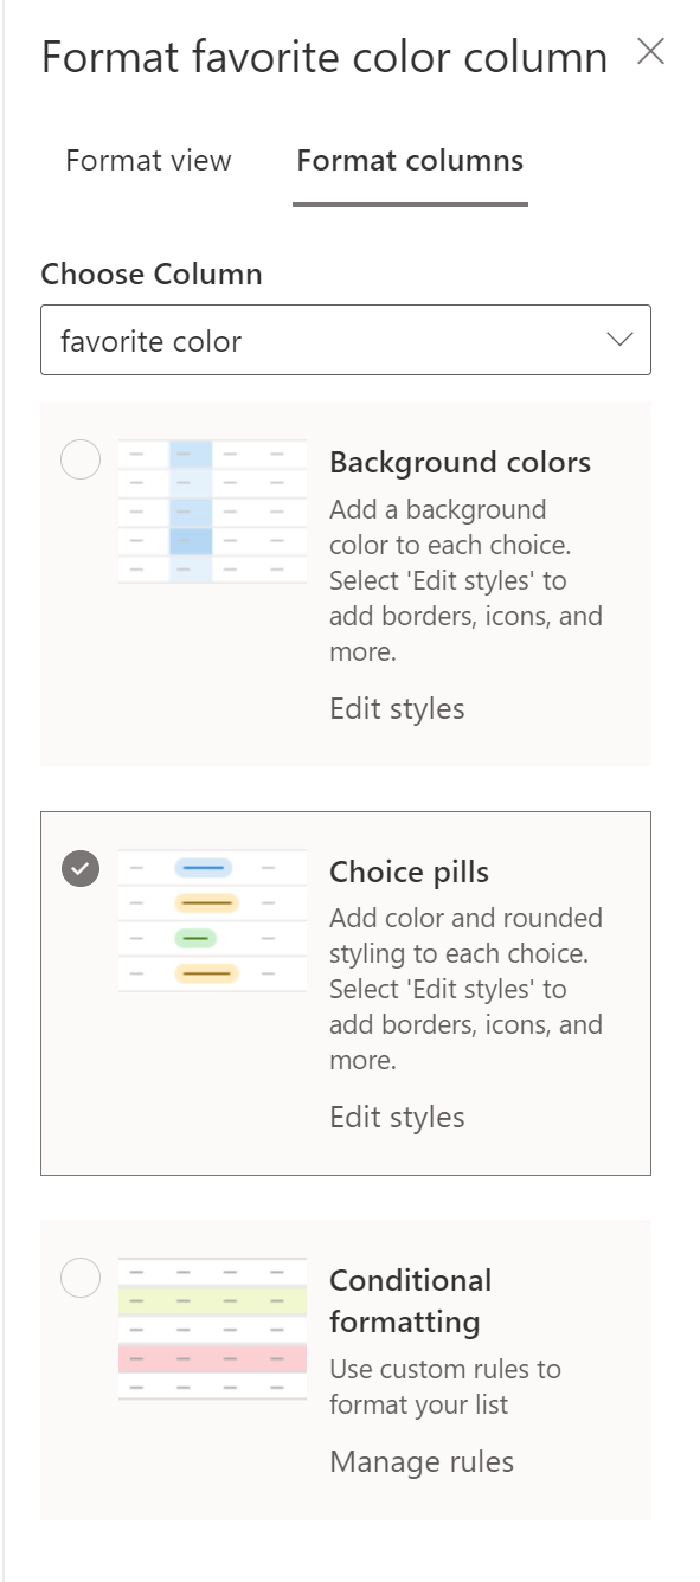 Format favorite color column
Format view
Format columns
Choose Column
favorite color
Background colors
Add a background
color to each choice.
Select 'Edit styles' to
add borders, icons, and
more.
Edit styles
Choice pills
Add color and rounded
styling to each choice.
Select 'Edit styles' to
add borders, icons, and
more.
Edit styles
Conditional
formatting
Use custom rules to
format your list
Manage rules